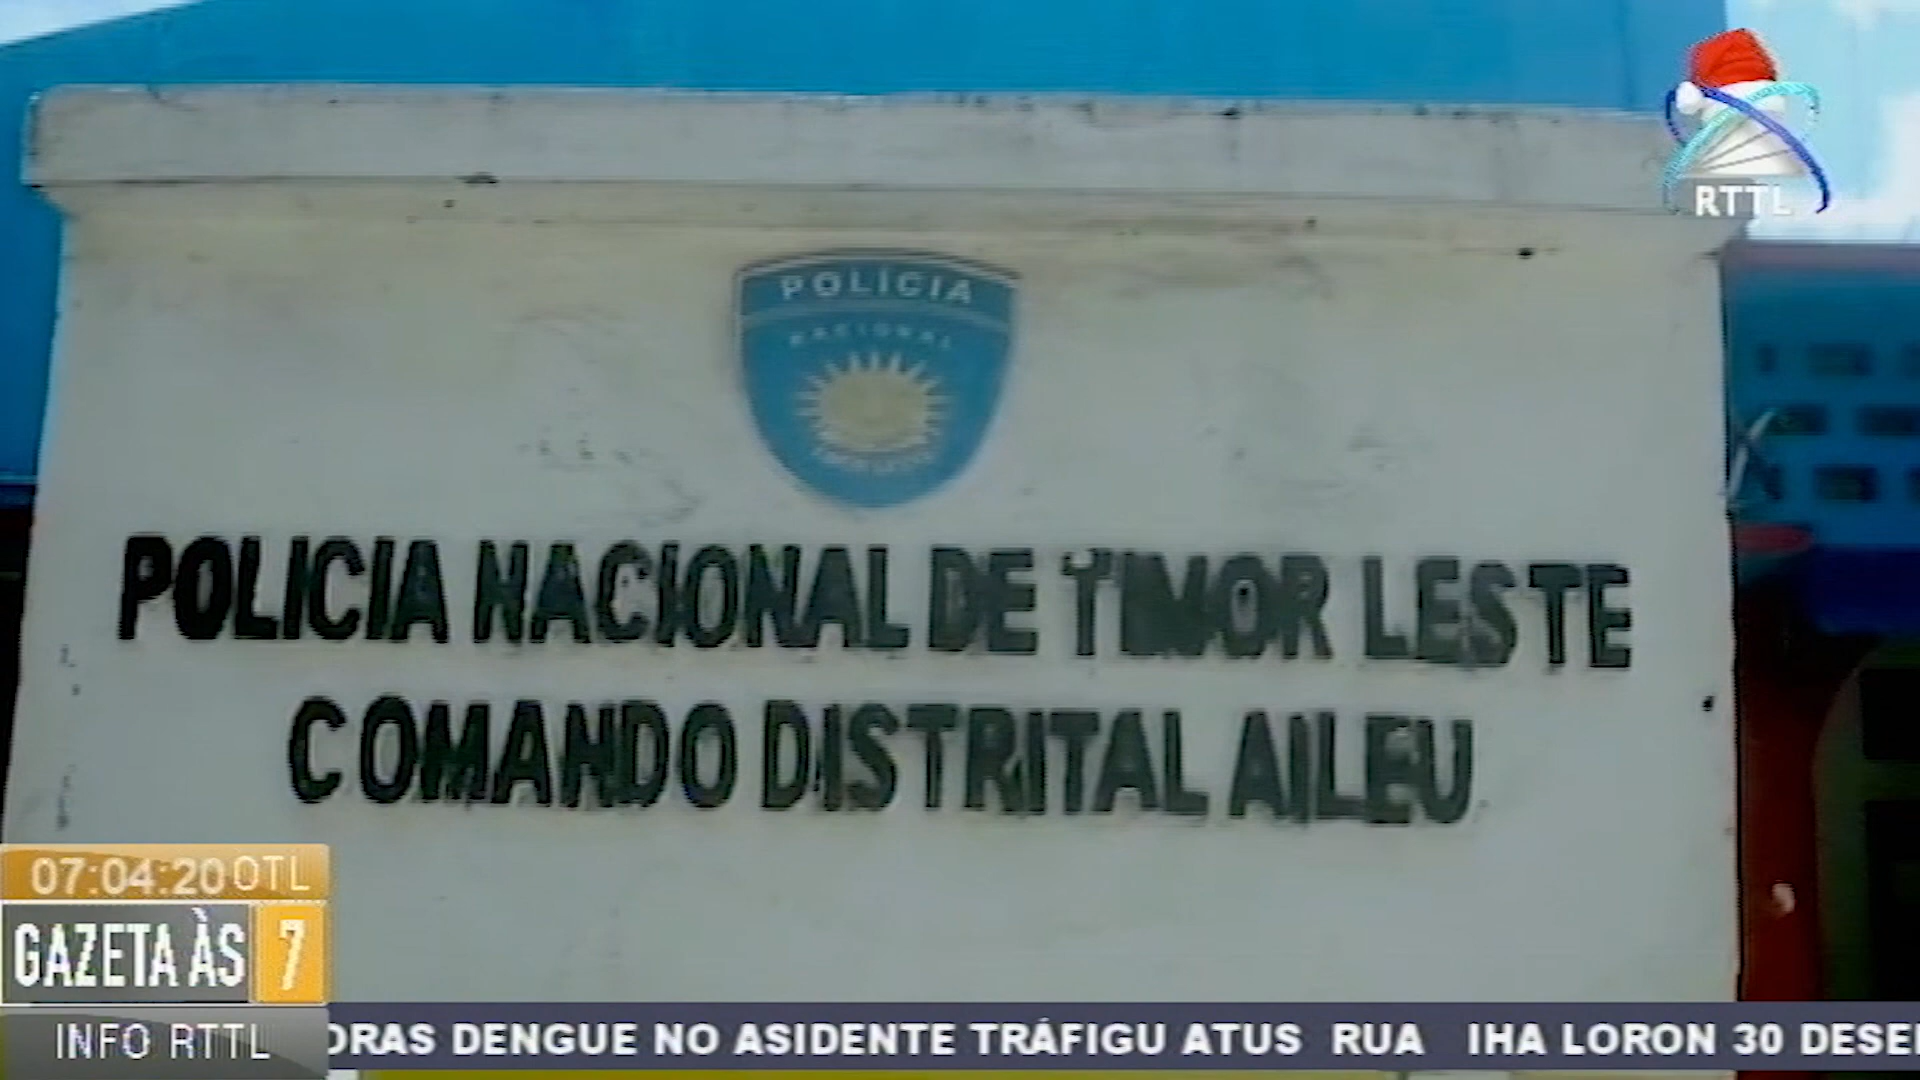 RTTL
POLÍCIA
NACIONAL
POLICIA NACIONAL DE TIMOR LESTE
COMANDO DISTRITAL AILEU
07:04:20 OTL
GAZETA ÀS 7
INFO RTTL
ORAS DENGUE NO ASIDENTE TRÁFIGU ATUS RUA IHA LORON 30 DESE